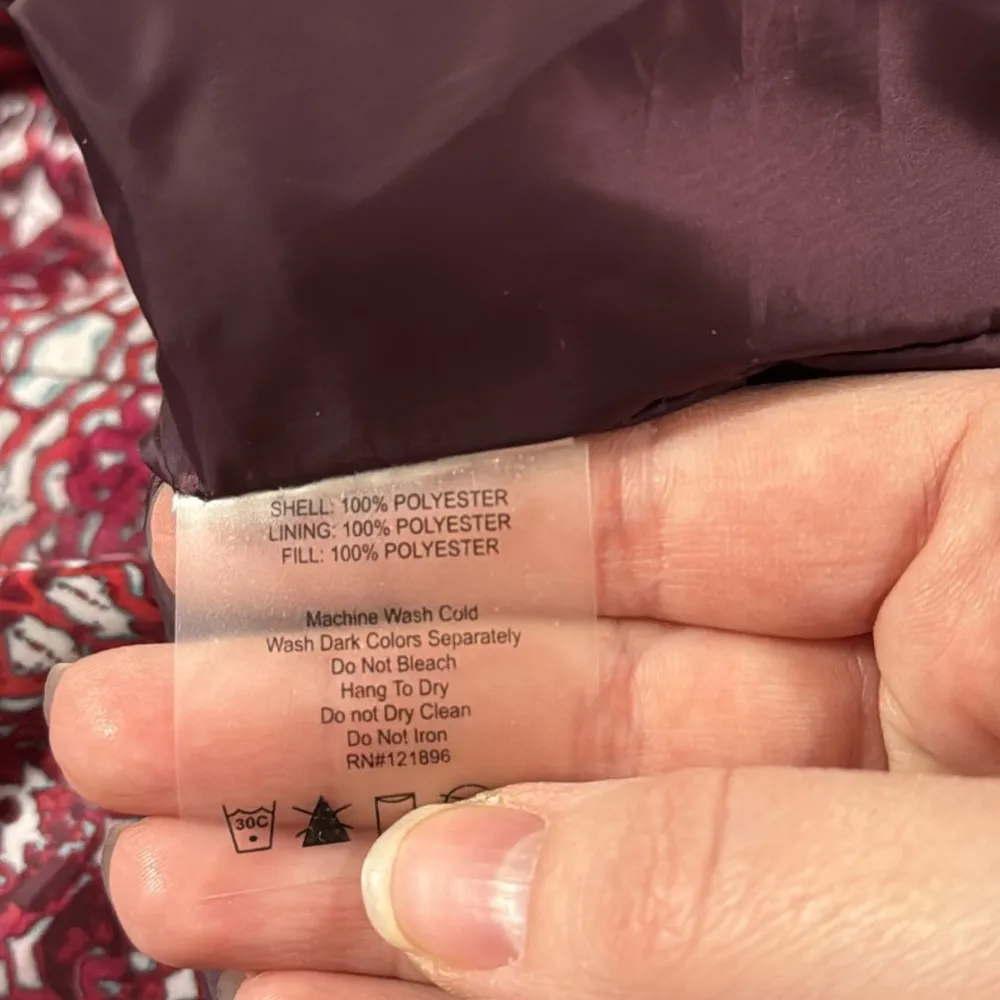 SHELL: 100% POLYESTER
LINING: 100% POLYESTER
FILL: 100% POLYESTER
Machine Wash Cold
Wash Dark Colors Separately
Do Not Bleach
Hang To Dry
Do not Dry Clean
Do Not Iron
RN#121896
30C